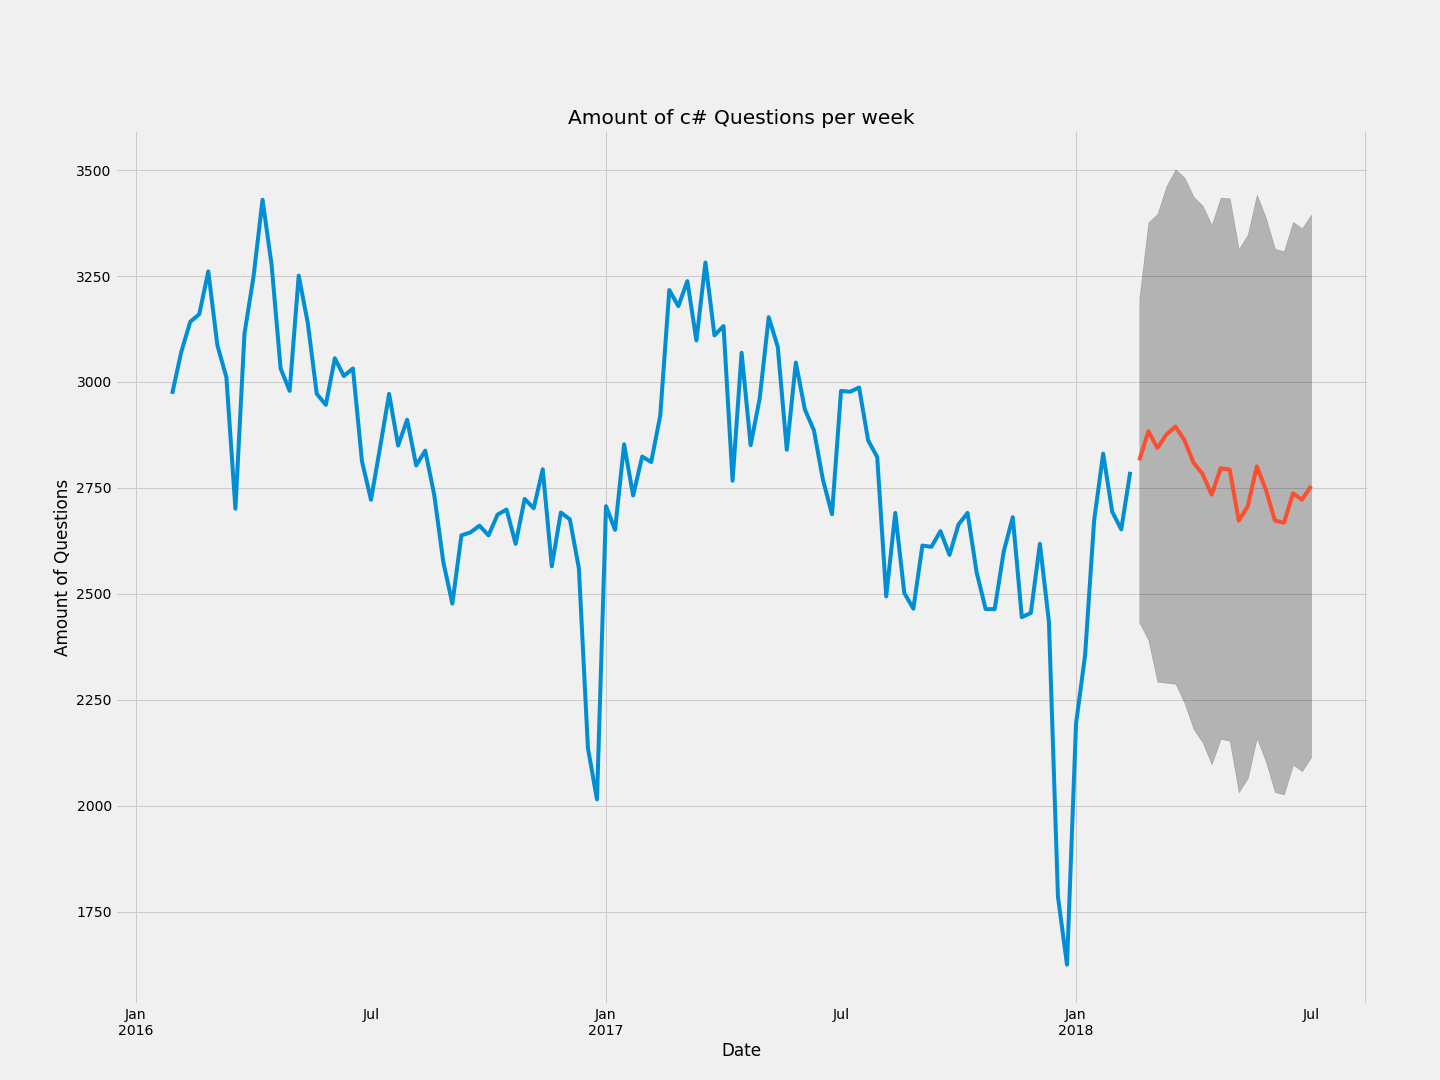 Amount of c# Questions per week
3500
3250
3000
2750
2500
2250
2000
1750
Amount of Questions
Jan
2016
Jul
Jan
2017
Jul
Jan
2018
Jul
Date